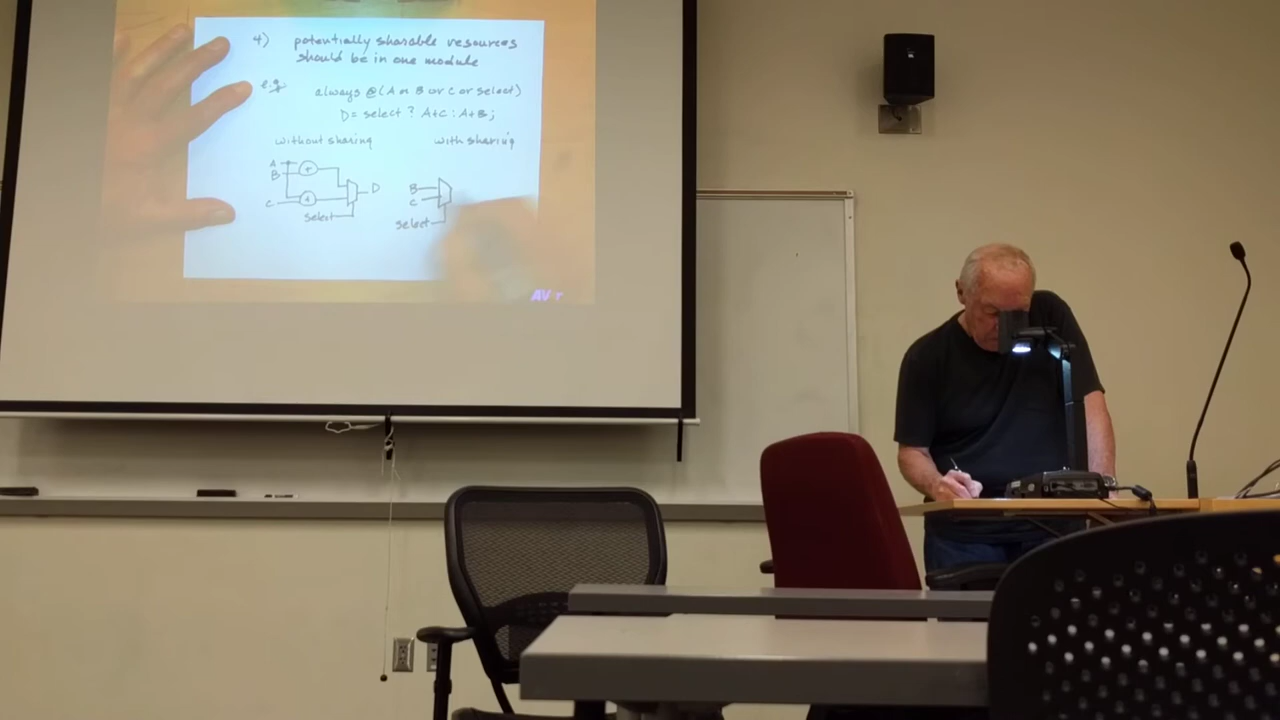 4) potentially sharable resources
should be in one module
e.g. always @(A or B or C or select)
D = select ? A+C : A+B;
without sharing with sharing
A
B
+
D
C
+
select
B
C
select